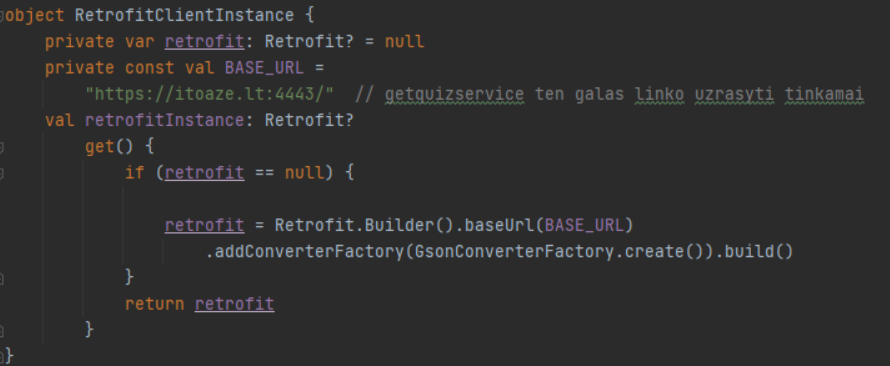 object RetrofitClientInstance {
    private var retrofit: Retrofit? = null
    private const val BASE_URL =
        "https://itoaze.lt:4443/"  // getquizservice ten galas linko uzrasyti tinkamai
    val retrofitInstance: Retrofit?
        get() {
            if (retrofit == null) {
                retrofit = Retrofit.Builder().baseUrl(BASE_URL)
                    .addConverterFactory(GsonConverterFactory.create()).build()
            }
            return retrofit
        }
}